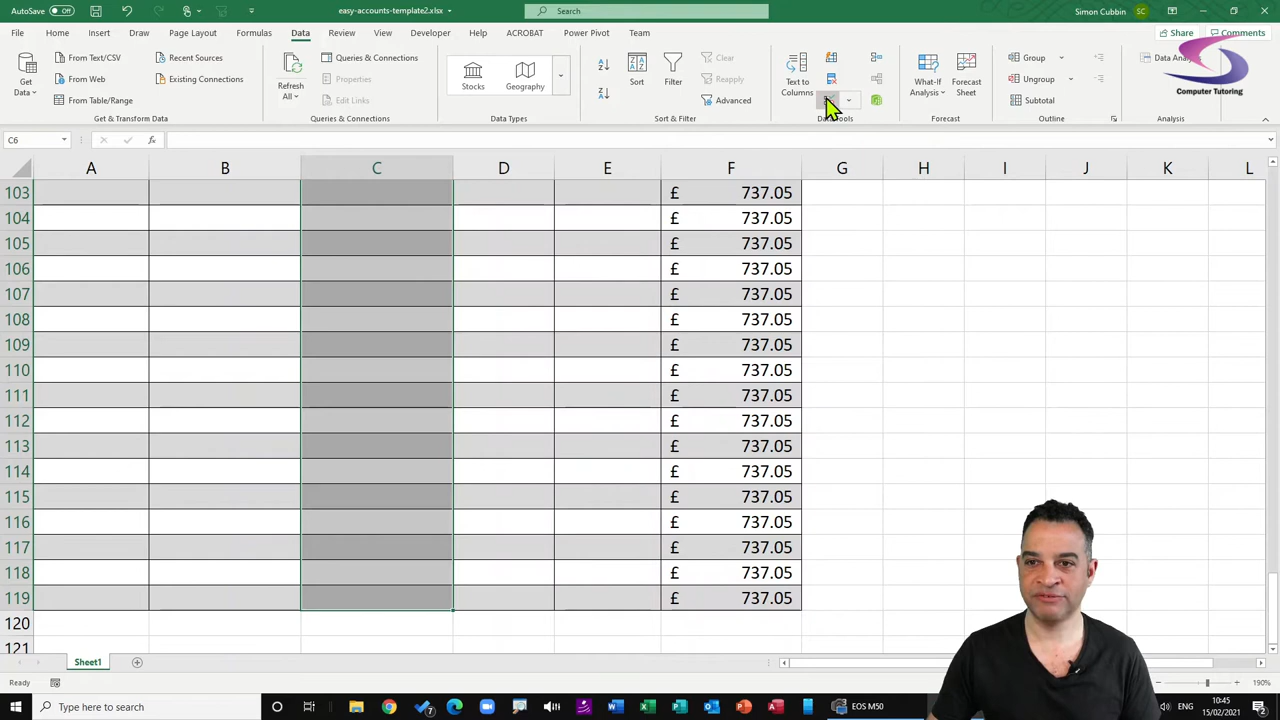 AutoSave Off easy-accounts-template2.xlsx Search Simon Cubbin SC
File Home Insert Draw Page Layout Formulas Data Review View Developer Help ACROBAT Power Pivot Team Share Comments
Get Data From Text/CSV From Web From Table/Range Recent Sources Existing Connections
Get & Transform Data
Refresh All Queries & Connections Properties Edit Links
Queries & Connections
Stocks Geography
Data Types
Sort Filter Clear Reapply Advanced
Sort & Filter
Text to Columns
What-If Analysis Forecast Sheet
Forecast
Group Ungroup Subtotal
Outline
Analysis
Computer Tutoring
C6 fx
A B C D E F G H I J K L
103 £ 737.05
104 £ 737.05
105 £ 737.05
106 £ 737.05
107 £ 737.05
108 £ 737.05
109 £ 737.05
110 £ 737.05
111 £ 737.05
112 £ 737.05
113 £ 737.05
114 £ 737.05
115 £ 737.05
116 £ 737.05
117 £ 737.05
118 £ 737.05
119 £ 737.05
120
121
Sheet1
Ready 190%
Type here to search EOS M50 10:45
15/02/2021